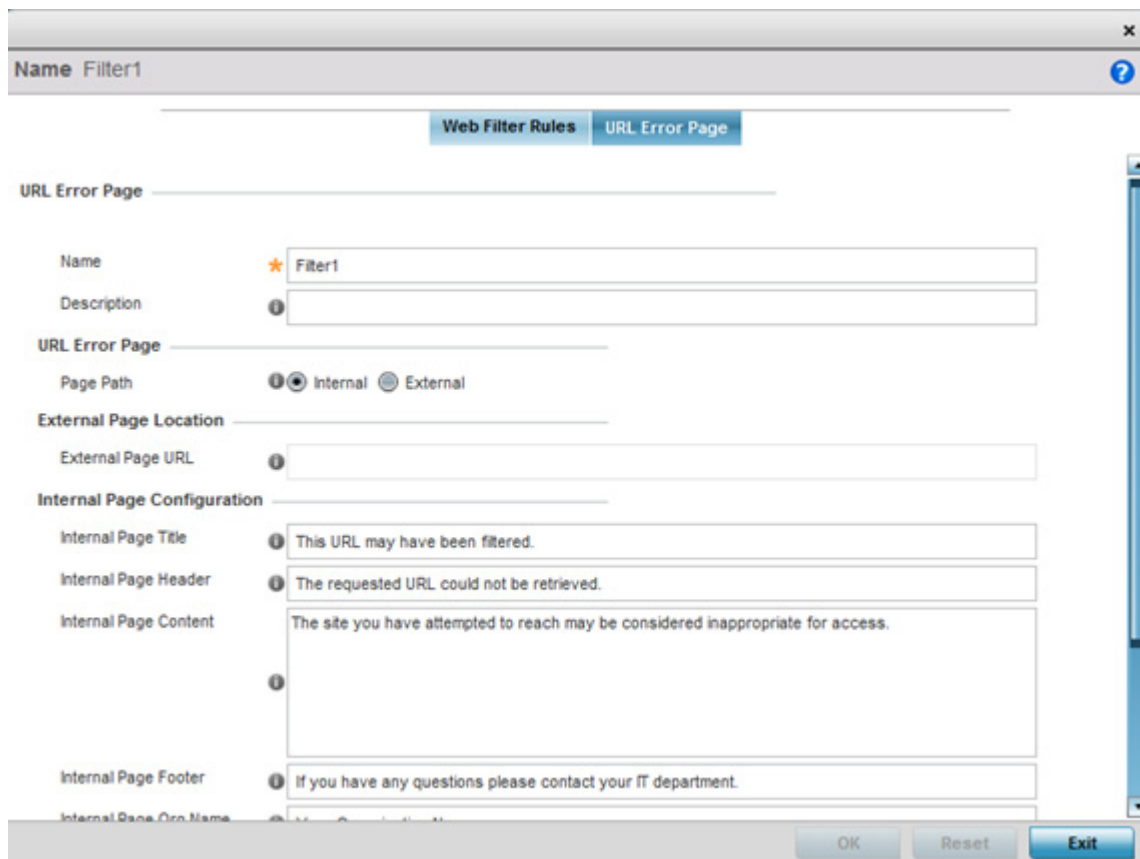 Name Filter1
Web Filter Rules URL Error Page
URL Error Page
Name * Filter1
Description
URL Error Page
Page Path Internal External
External Page Location
External Page URL
Internal Page Configuration
Internal Page Title This URL may have been filtered.
Internal Page Header The requested URL could not be retrieved.
Internal Page Content The site you have attempted to reach may be considered inappropriate for access.
Internal Page Footer If you have any questions please contact your IT department.
Internal Page Org Name
OK Reset Exit